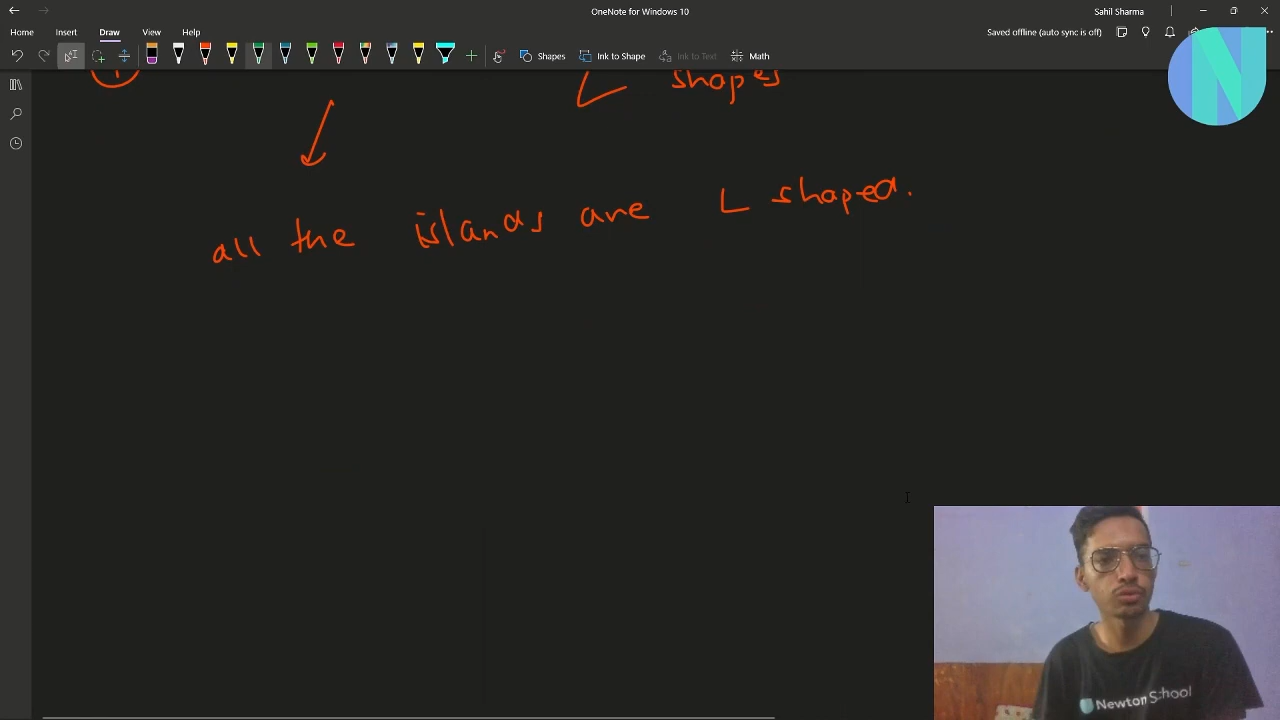 OneNote for Windows 10
Sahil Sharma
Home Insert Draw View Help
Saved offline (auto sync is off)
Shapes Ink to Shape Ink to Text Math
1 L shapes
all the islands are L shaped.
Newton School